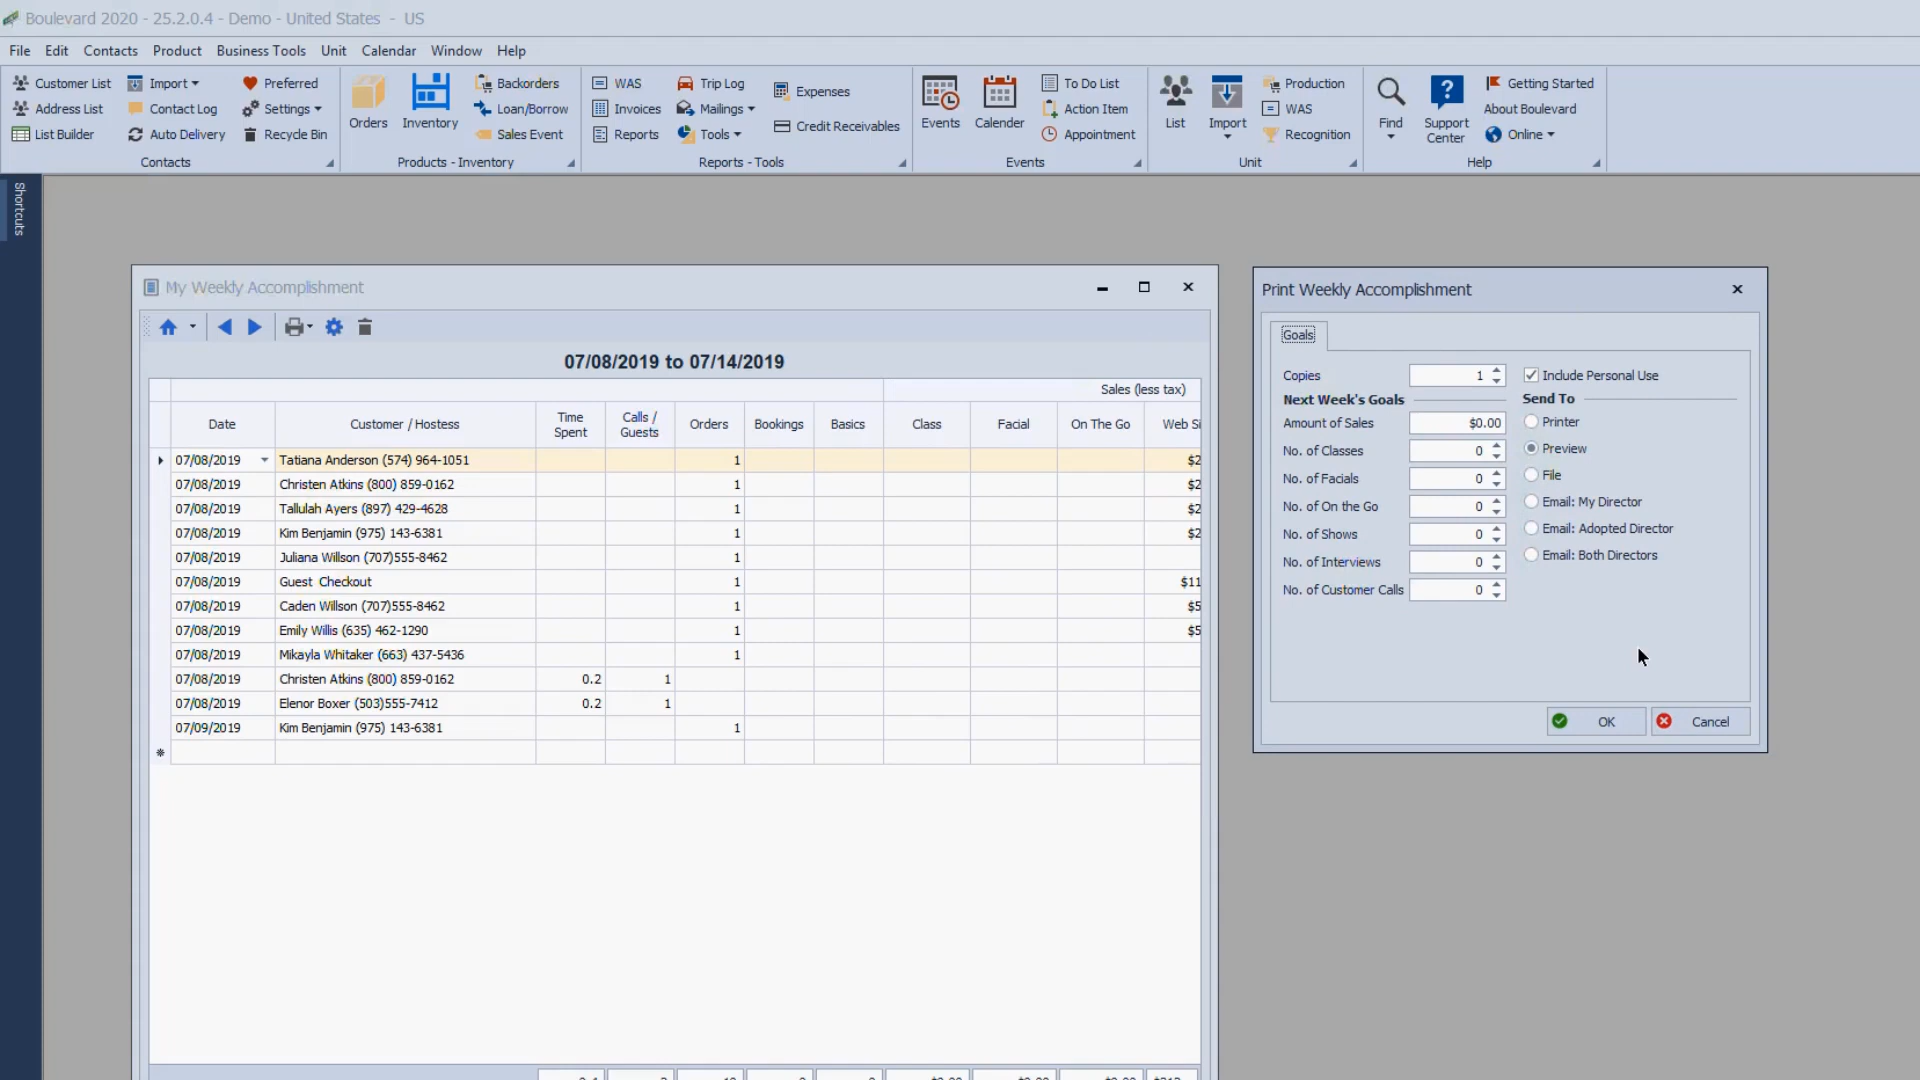 Boulevard 2020 - 25.2.0.4 - Demo - United States - US
File Edit Contacts Product Business Tools Unit Calendar Window Help
Customer List Import Preferred
Address List Contact Log Settings
List Builder Auto Delivery Recycle Bin
Contacts
Orders Inventory
Backorders
Loan/Borrow
Sales Event
Products - Inventory
WAS Trip Log Expenses
Invoices Mailings
Reports Tools Credit Receivables
Reports - Tools
Events Calender
To Do List
Action Item
Appointment
Events
List Import
Production
WAS
Recognition
Unit
Find Support Center
Getting Started
About Boulevard
Online
Help
Shortcuts
My Weekly Accomplishment
07/08/2019 to 07/14/2019
Sales (less tax)
Date Customer / Hostess Time Spent Calls / Guests Orders Bookings Basics Class Facial On The Go Web Si
07/08/2019 Tatiana Anderson (574) 964-1051 1 $2
07/08/2019 Christen Atkins (800) 859-0162 1 $2
07/08/2019 Tallulah Ayers (897) 429-4628 1 $2
07/08/2019 Kim Benjamin (975) 143-6381 1 $2
07/08/2019 Juliana Willson (707)555-8462 1
07/08/2019 Guest Checkout 1 $11
07/08/2019 Caden Willson (707)555-8462 1 $5
07/08/2019 Emily Willis (635) 462-1290 1 $5
07/08/2019 Mikayla Whitaker (663) 437-5436 1
07/08/2019 Christen Atkins (800) 859-0162 0.2 1
07/08/2019 Elenor Boxer (503)555-7412 0.2 1
07/09/2019 Kim Benjamin (975) 143-6381 1
Print Weekly Accomplishment
Goals
Copies 1
Next Week's Goals
Amount of Sales $0.00
No. of Classes 0
No. of Facials 0
No. of On the Go 0
No. of Shows 0
No. of Interviews 0
No. of Customer Calls 0
Include Personal Use
Send To
Printer
Preview
File
Email: My Director
Email: Adopted Director
Email: Both Directors
OK Cancel